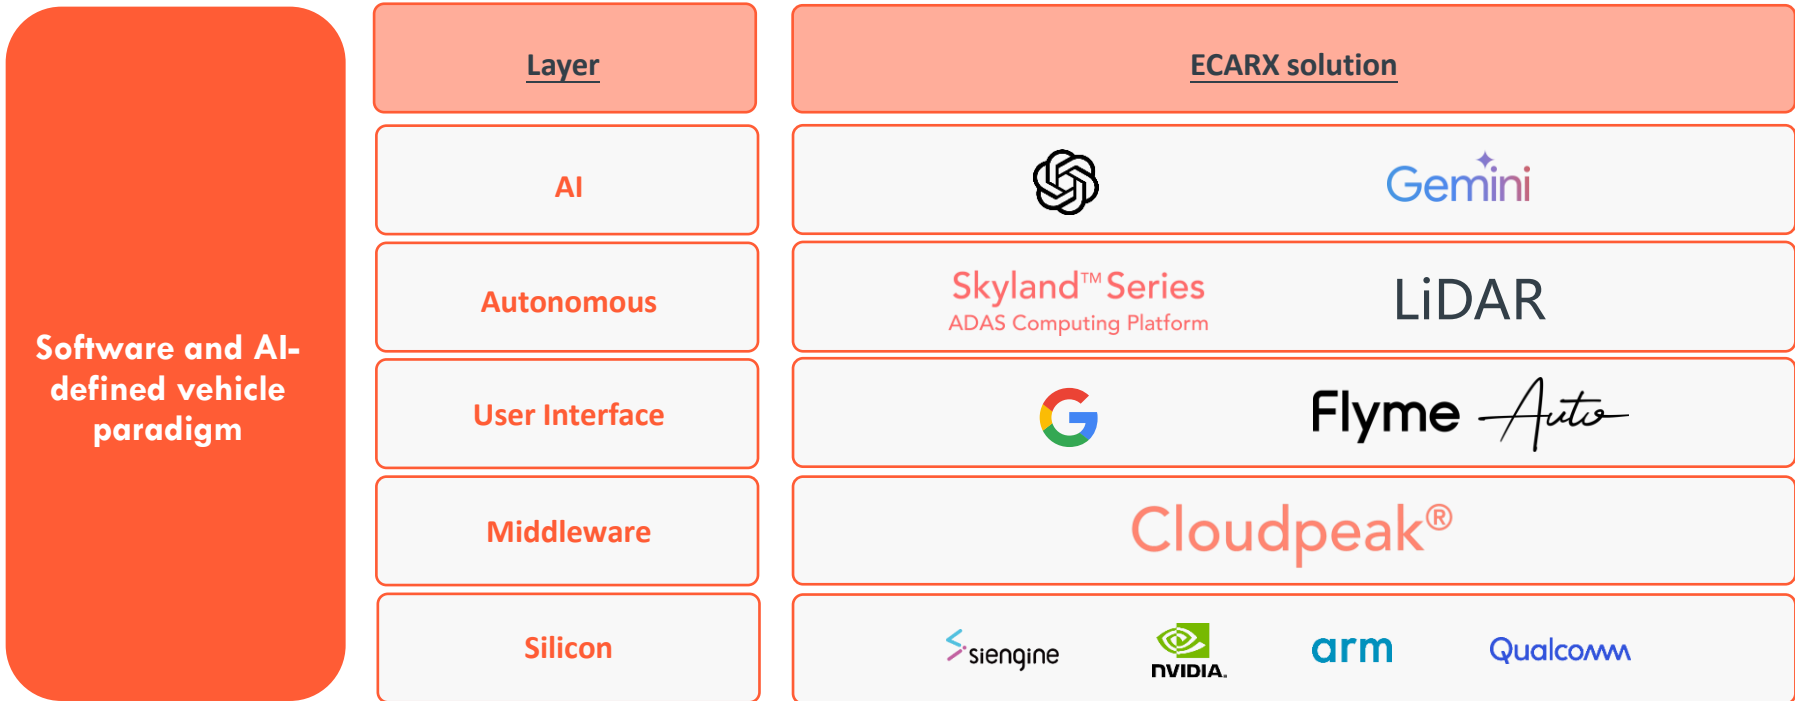 Layer
ECARX solution
Software and AI-
defined vehicle
paradigm
AI
Gemini
Autonomous
Skyland™ Series
ADAS Computing Platform
LiDAR
User Interface
G
Flyme Auto
Middleware
Cloudpeak®
Silicon
siengine
NVIDIA.
arm
Qualcomm